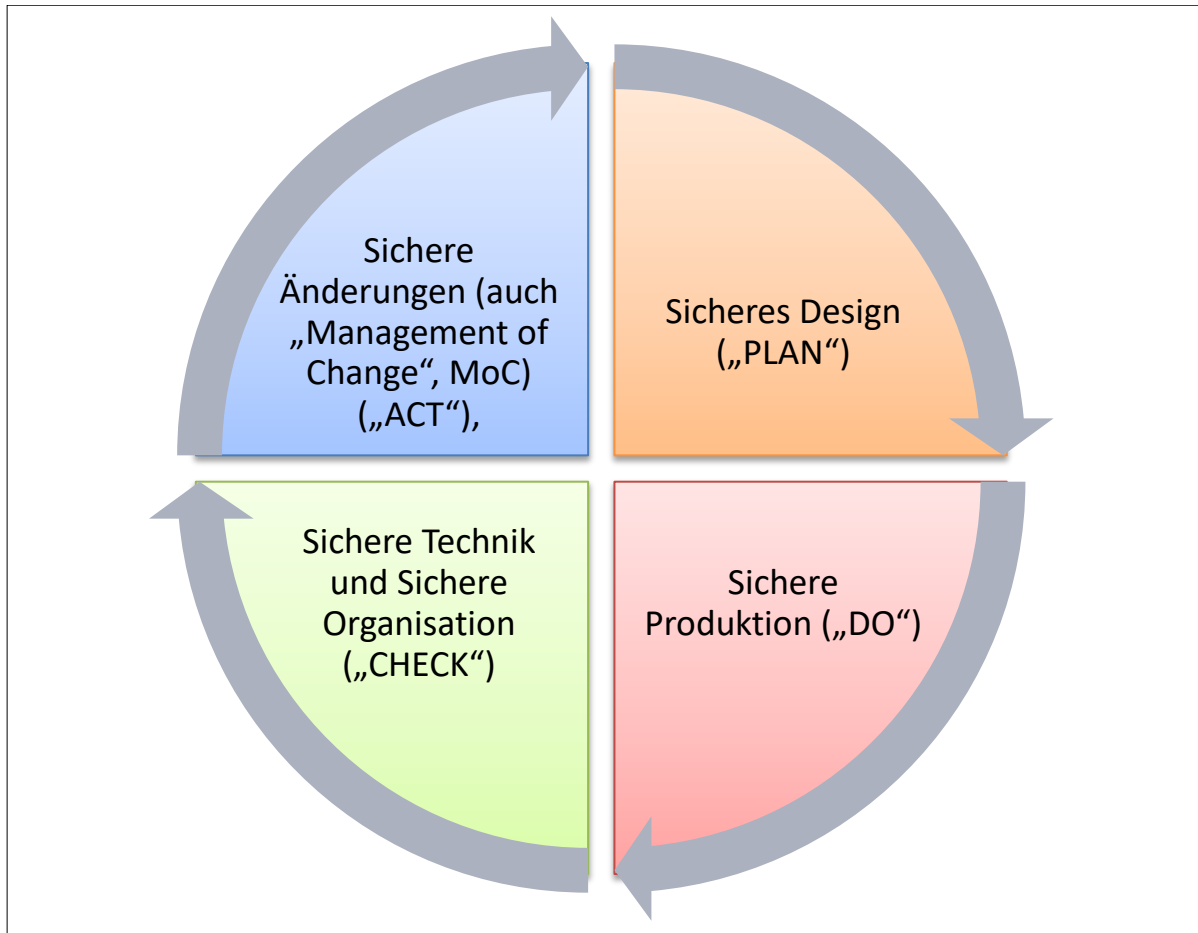 Sichere
Änderungen (auch
„Management of
Change“, MoC)
(„ACT“),
Sicheres Design
(„PLAN“)
Sichere Technik
und Sichere
Organisation
(„CHECK“)
Sichere
Produktion („DO“)